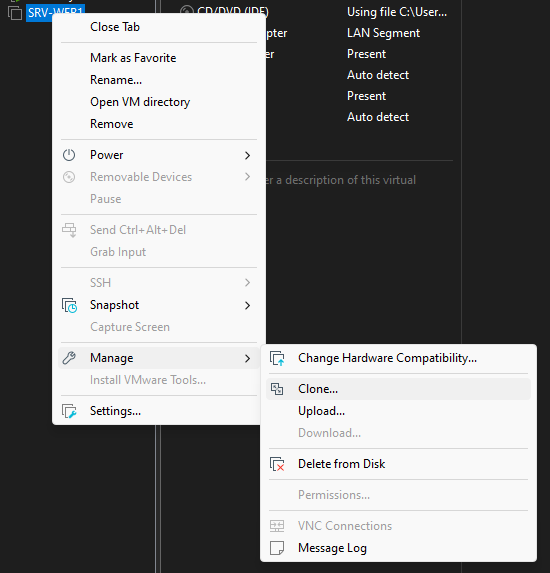 SRV-WEB1
CD/DVD (IDE)
Using file C:\User...
LAN Segment
Present
Auto detect
Present
Auto detect
er a description of this virtual
Close Tab
Mark as Favorite
Rename...
Open VM directory
Remove
Power
Removable Devices
Pause
Send Ctrl+Alt+Del
Grab Input
SSH
Snapshot
Capture Screen
Manage
Install VMware Tools...
Settings...
Change Hardware Compatibility...
Clone...
Upload...
Download...
Delete from Disk
Permissions...
VNC Connections
Message Log